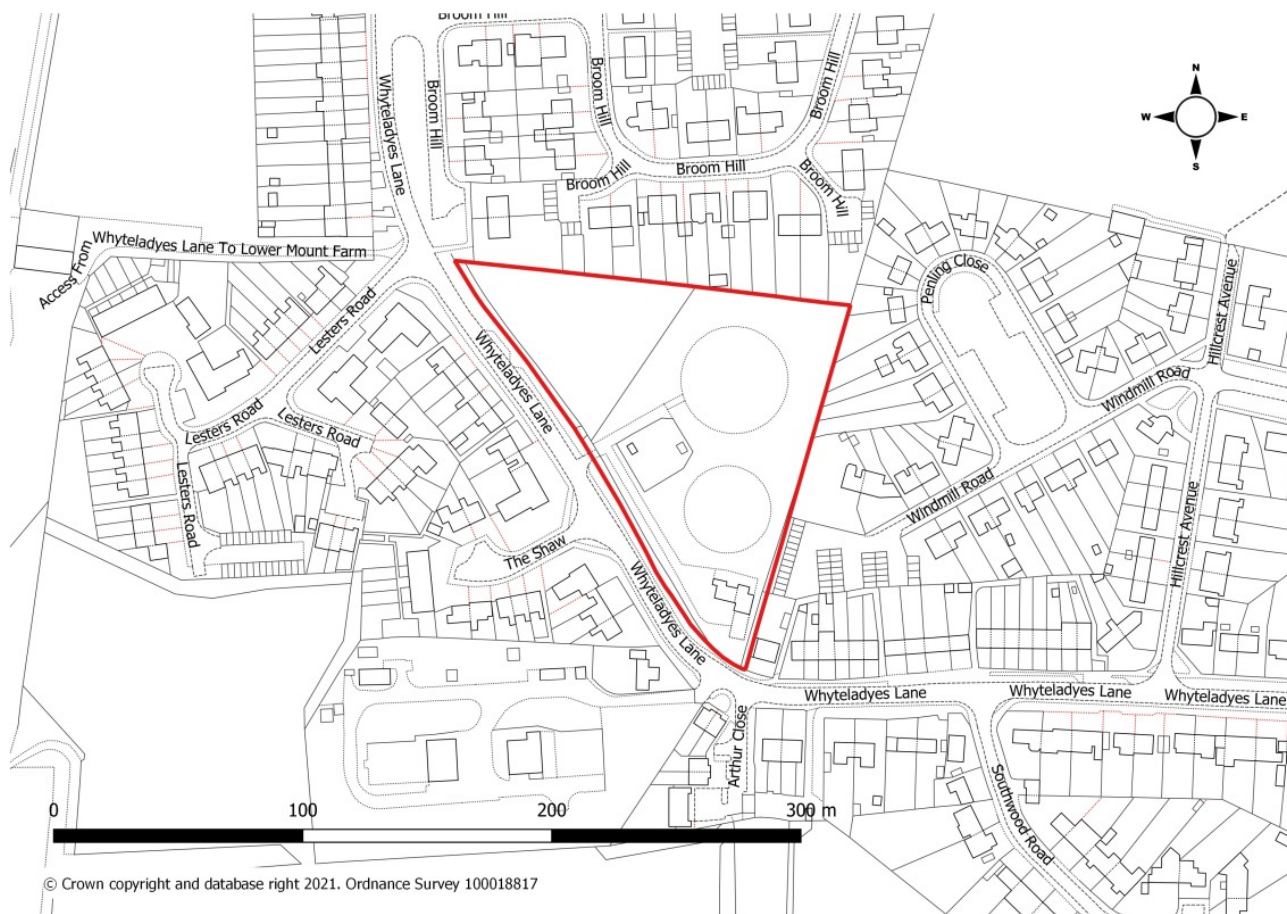 Broom Hill
Whyteladyes Lane
Broom Hill
Broom Hill
Broom Hill
N
W
E
S
Broom Hill
Broom Hill
Broom Hill
Whyteladyes Lane To Lower Mount Farm
Access From
Penling Close
Hillcrest Avenue
Lesters Road
Whyteladyes Lane
Windmill Road
Lesters Road
Lesters Road
Lesters Road
Windmill Road
Hillcrest Avenue
The Shaw
Whyteladyes Lane
Whyteladyes Lane
Whyteladyes Lane
Whyteladyes Lane
Arthur Close
Southwood Road
0
100
200
300 m
© Crown copyright and database right 2021. Ordnance Survey 100018817